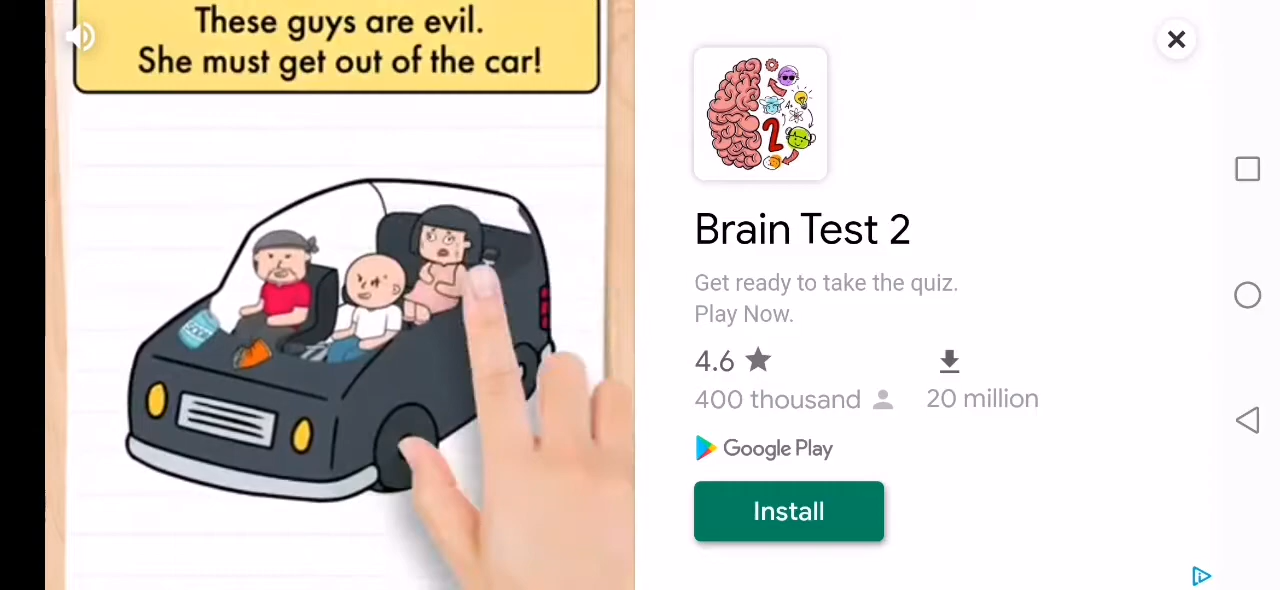 These guys are evil.
She must get out of the car!
2
Brain Test 2
Get ready to take the quiz.
Play Now.
4.6
400 thousand
20 million
Google Play
Install